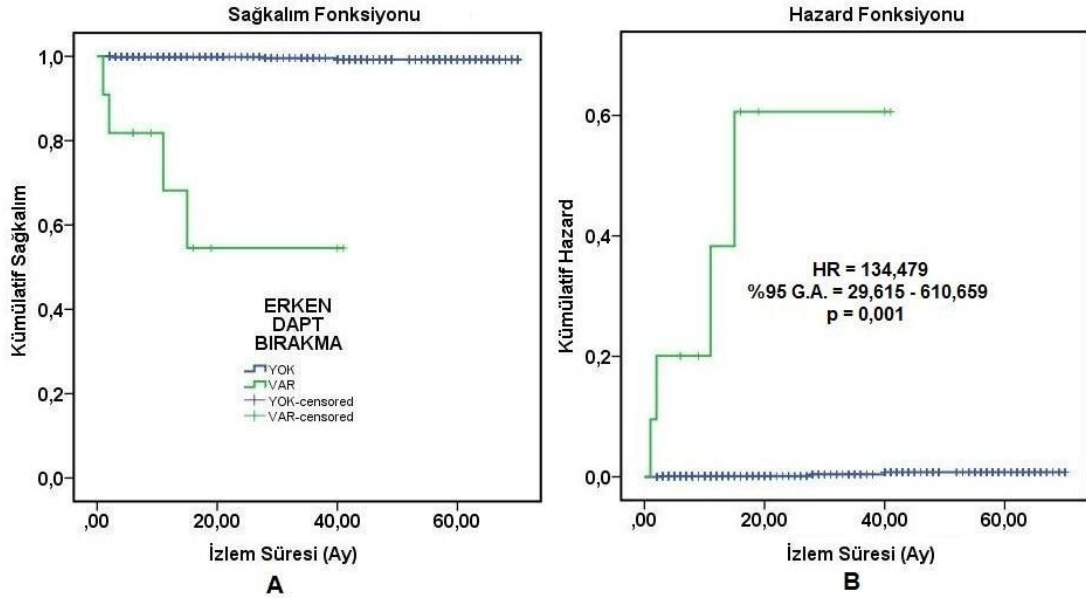 Sağkalım Fonksiyonu
1,0
0,8
0,6
0,4
0,2
0,0
Kümülatif Sağkalım
ERKEN
DAPT
BIRAKMA
YOK
VAR
YOK-censored
VAR-censored
,00
20,00
40,00
60,00
İzlem Süresi (Ay)
A
Hazard Fonksiyonu
0,6
0,4
0,2
0,0
Kümülatif Hazard
HR = 134,479
%95 G.A. = 29,615 - 610,659
p = 0,001
,00
20,00
40,00
60,00
İzlem Süresi (Ay)
B